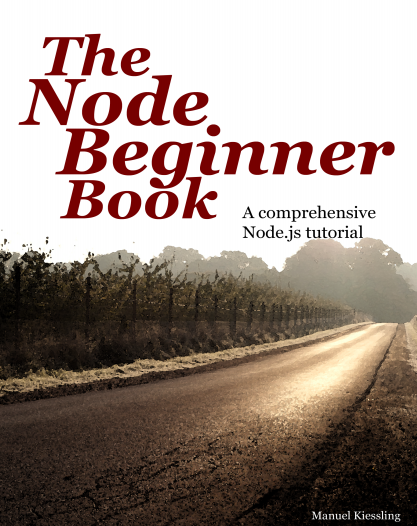 The
Node
Beginner
Book
A comprehensive
Node.js tutorial
Manuel Kiessling